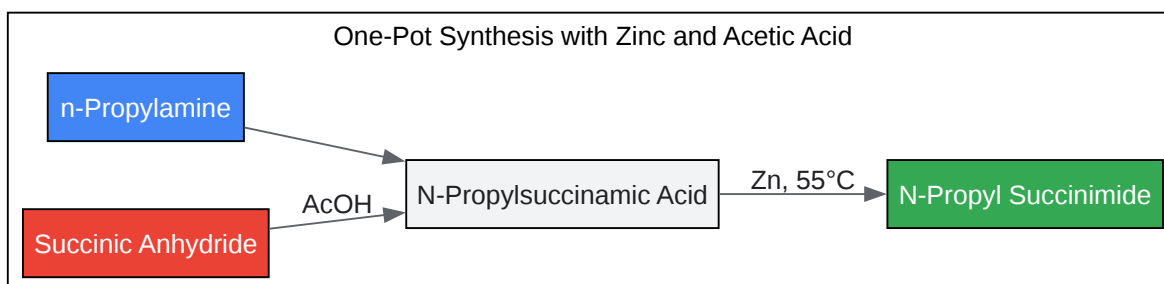 One-Pot Synthesis with Zinc and Acetic Acid
n-Propylamine
Succinic Anhydride
AcOH
N-Propylsuccinamic Acid
Zn, 55°C
N-Propyl Succinimide